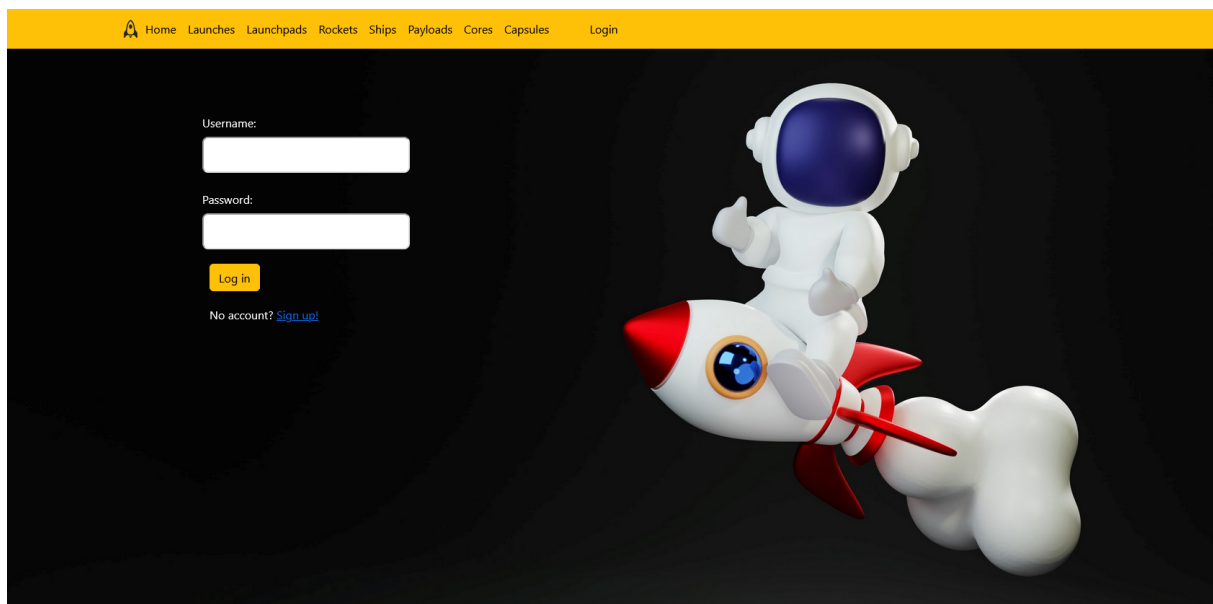 Home Launches Launchpads Rockets Ships Payloads Cores Capsules Login
Username:
Password:
Log in
No account? Sign up!